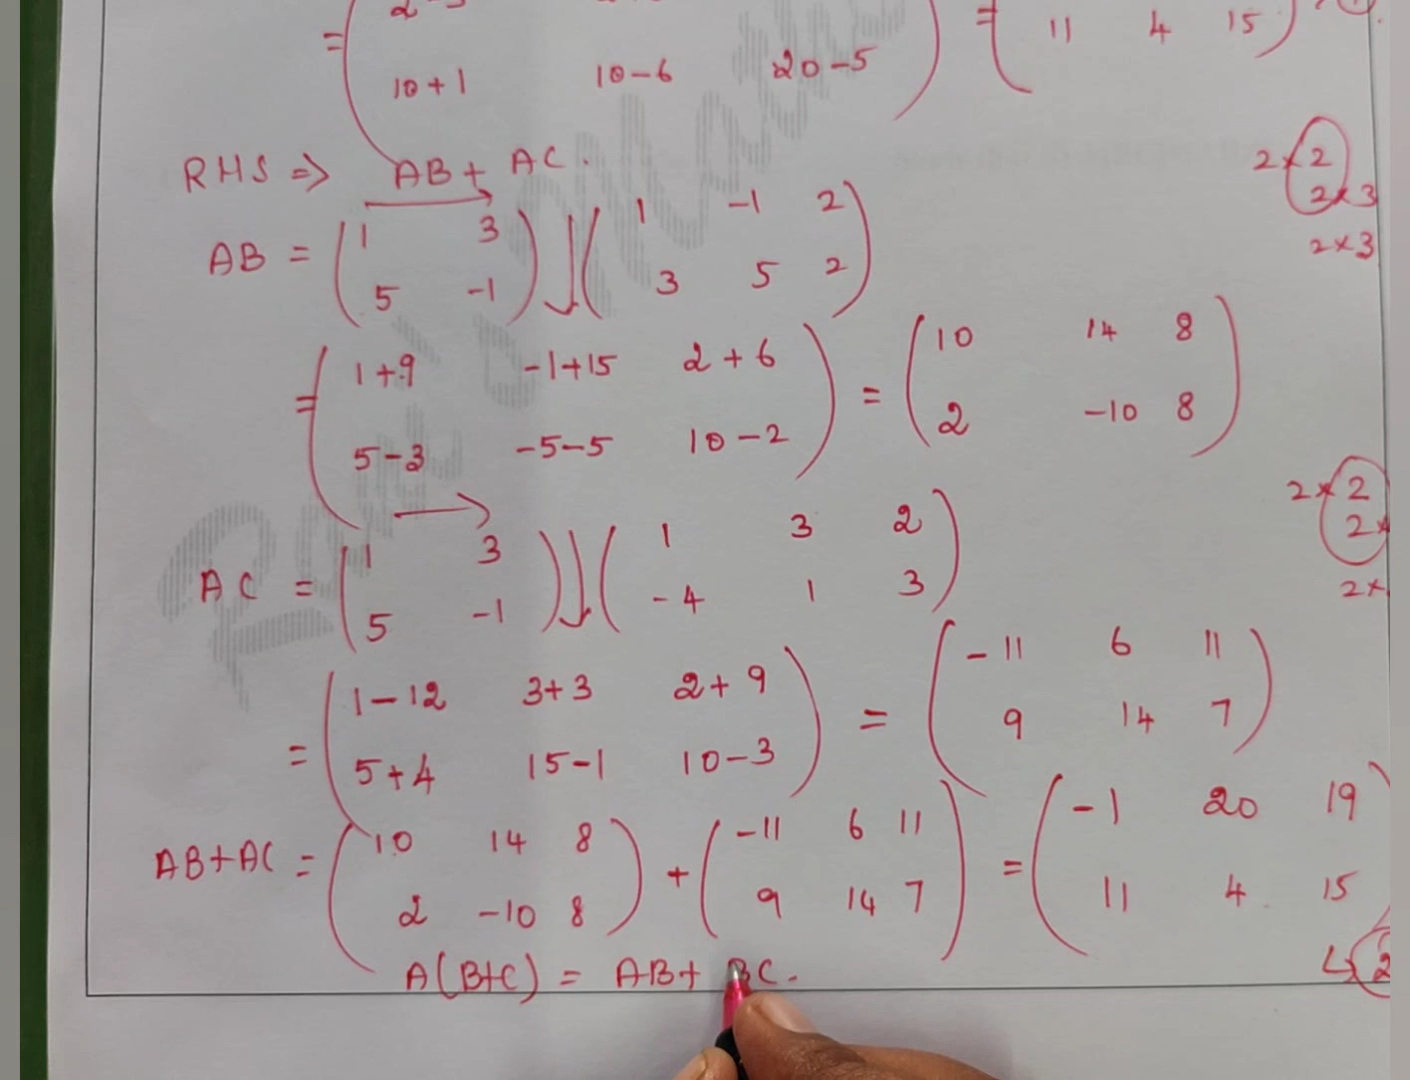 = 10+1 10-6 20-5 = 11 4 15
RHS => AB + AC.
2×2
2×3
2×3
AB = (1 3 5 -1) (1 -1 2 3 5 2)
= (1+9 -1+15 2+6
5-3 -5-5 10-2) = (10 14 8
2 -10 8)
2×2
2×
2×
AC = (1 3 5 -1) (1 3 2 -4 1 3)
= (1-12 3+3 2+9
5+4 15-1 10-3) = (-11 6 11
9 14 7)
AB+AC = (10 14 8
2 -10 8) + (-11 6 11
9 14 7) = (-1 20 19
11 4 15)
A(B+C) = AB+ BC.
2